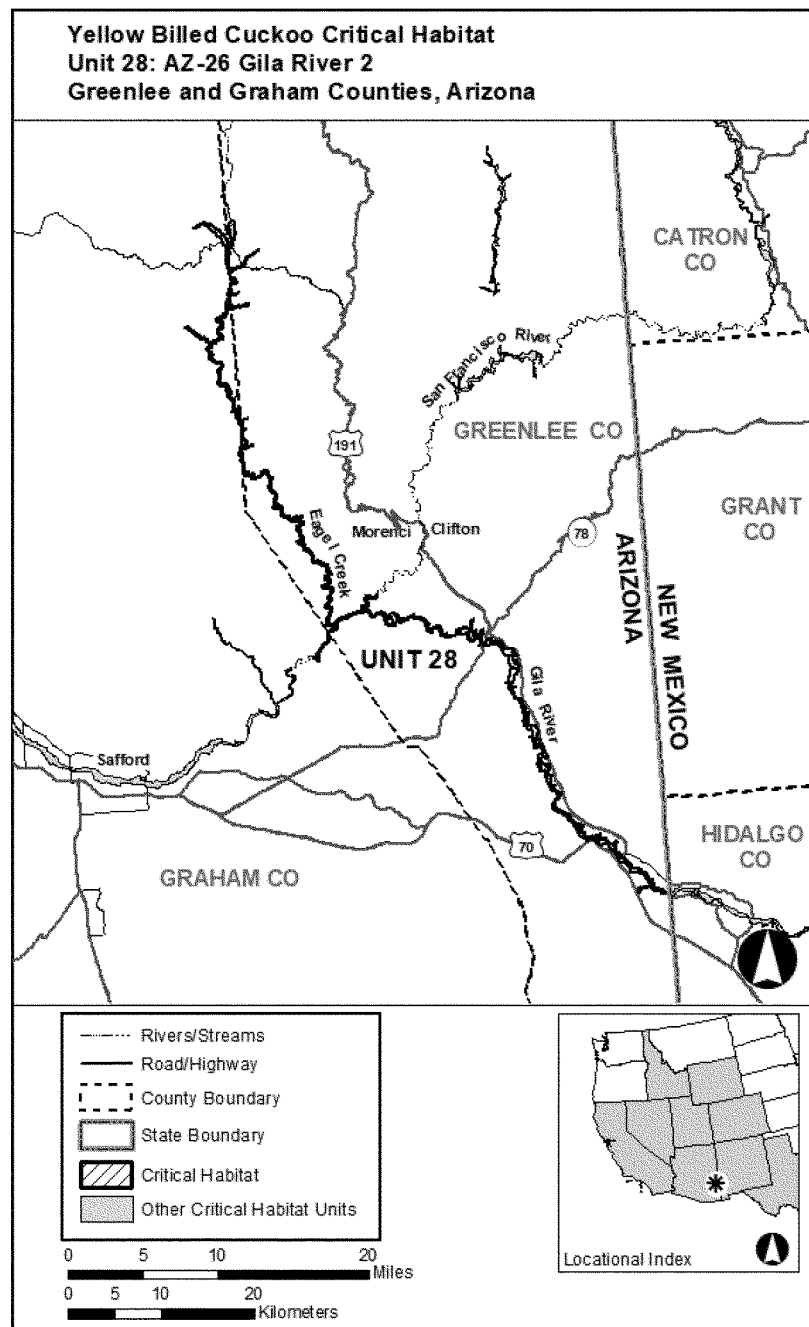 Yellow Billed Cuckoo Critical Habitat
Unit 28: AZ-26 Gila River 2
Greenlee and Graham Counties, Arizona
CATRON
CO
San Francisco River
GREENLEE CO
191
GRANT
CO
Morenci
Clifton
78
Eagel Creek
ARIZONA
NEW MEXICO
UNIT 28
Gila River
Safford
HIDALGO
CO
70
GRAHAM CO
Rivers/Streams
Road/Highway
County Boundary
State Boundary
Critical Habitat
Other Critical Habitat Units
0 5 10 20
Miles
0 5 10 20
Kilometers
Locational Index